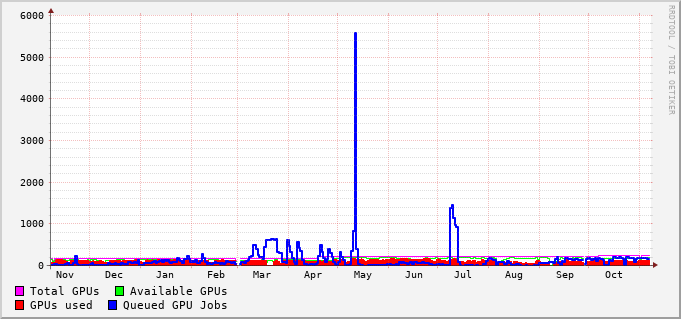 6000
5000
4000
3000
2000
1000
0
Nov Dec Jan Feb Mar Apr May Jun Jul Aug Sep Oct
Total GPUs Available GPUs
GPUs used Queued GPU Jobs
RRDTOOL / TOBI OETIKER